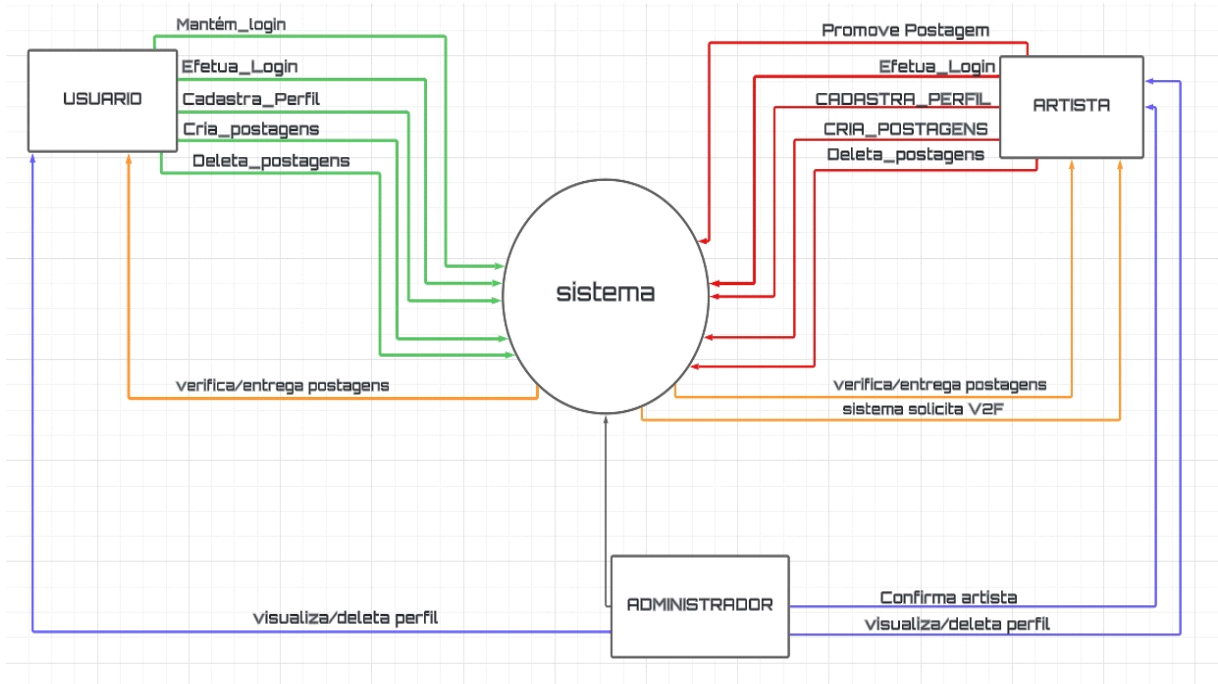 Mantém_login
Promove Postagem
Efetua_Login
Efetua_Login
USUARIO
Cadastra_Perfil
CADASTRA_PERFIL
ARTISTA
Cria_postagens
CRIA_POSTAGENS
Deleta_postagens
Deleta_postagens
sistema
verifica/entrega postagens
verifica/entrega postagens
sistema solicita V2F
ADMINISTRADOR
Confirma artista
visualiza/deleta perfil
visualiza/deleta perfil